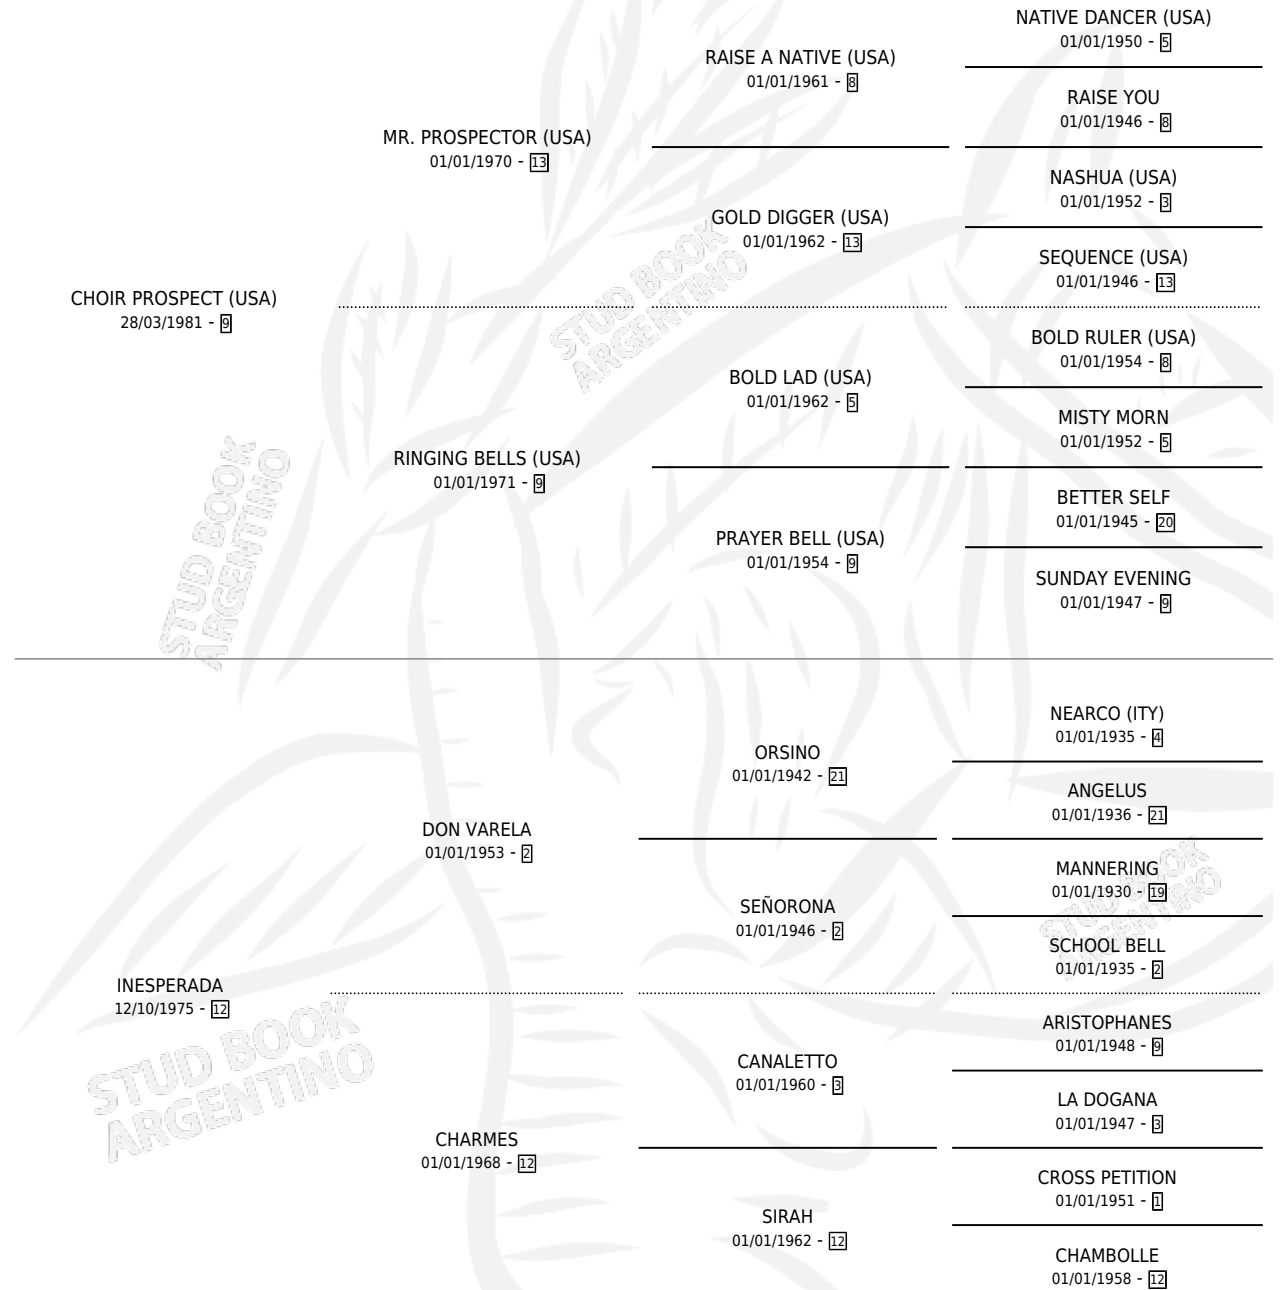 NATIVE DANCER (USA)
01/01/1950 - 5
RAISE A NATIVE (USA)
01/01/1961 - 8
RAISE YOU
01/01/1946 - 8
MR. PROSPECTOR (USA)
01/01/1970 - 13
NASHUA (USA)
01/01/1952 - 3
GOLD DIGGER (USA)
01/01/1962 - 13
SEQUENCE (USA)
01/01/1946 - 13
CHOIR PROSPECT (USA)
28/03/1981 - 9
BOLD RULER (USA)
01/01/1954 - 8
BOLD LAD (USA)
01/01/1962 - 5
MISTY MORN
01/01/1952 - 5
RINGING BELLS (USA)
01/01/1971 - 9
BETTER SELF
01/01/1945 - 20
PRAYER BELL (USA)
01/01/1954 - 9
SUNDAY EVENING
01/01/1947 - 9
STUD BOOK
ARGENTINO
STUD BOOK
ARGENTINO
NEARCO (ITY)
01/01/1935 - 4
ORSINO
01/01/1942 - 21
ANGELUS
01/01/1936 - 21
DON VARELA
01/01/1953 - 2
MANNERING
01/01/1930 - 19
SEÑORONA
01/01/1946 - 2
SCHOOL BELL
01/01/1935 - 2
STUD BOOK
ARGENTINO
INESPERADA
12/10/1975 - 12
ARISTOPHANES
01/01/1948 - 9
CANALETTO
01/01/1960 - 3
LA DOGANA
01/01/1947 - 3
CHARMES
01/01/1968 - 12
CROSS PETITION
01/01/1951 - 1
SIRAH
01/01/1962 - 12
CHAMBOLLE
01/01/1958 - 12
STUD BOOK
ARGENTINO